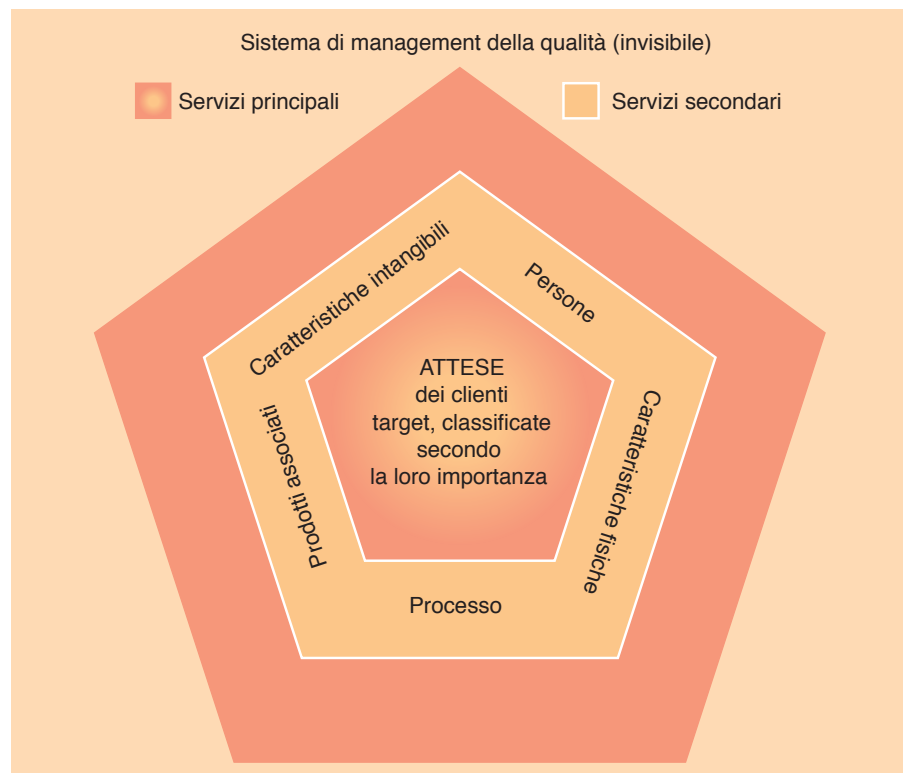 Sistema di management della qualità (invisibile)
Servizi principali
Servizi secondari
Caratteristiche intangibili
Persone
ATTESE
dei clienti
target, classificate
secondo
la loro importanza
Prodotti associati
Caratteristiche fisiche
Processo